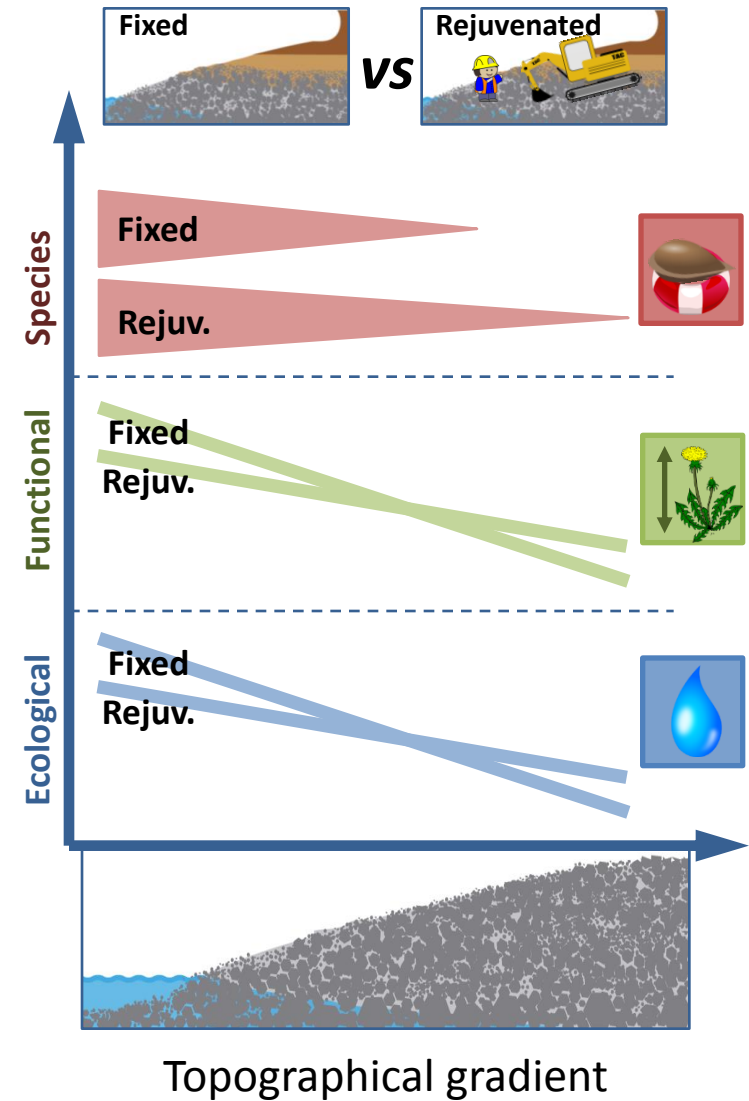 Fixed
vs
Rejuvenated
Species
Fixed
Rejuv.
Functional
Fixed
Rejuv.
Ecological
Fixed
Rejuv.
Topographical gradient